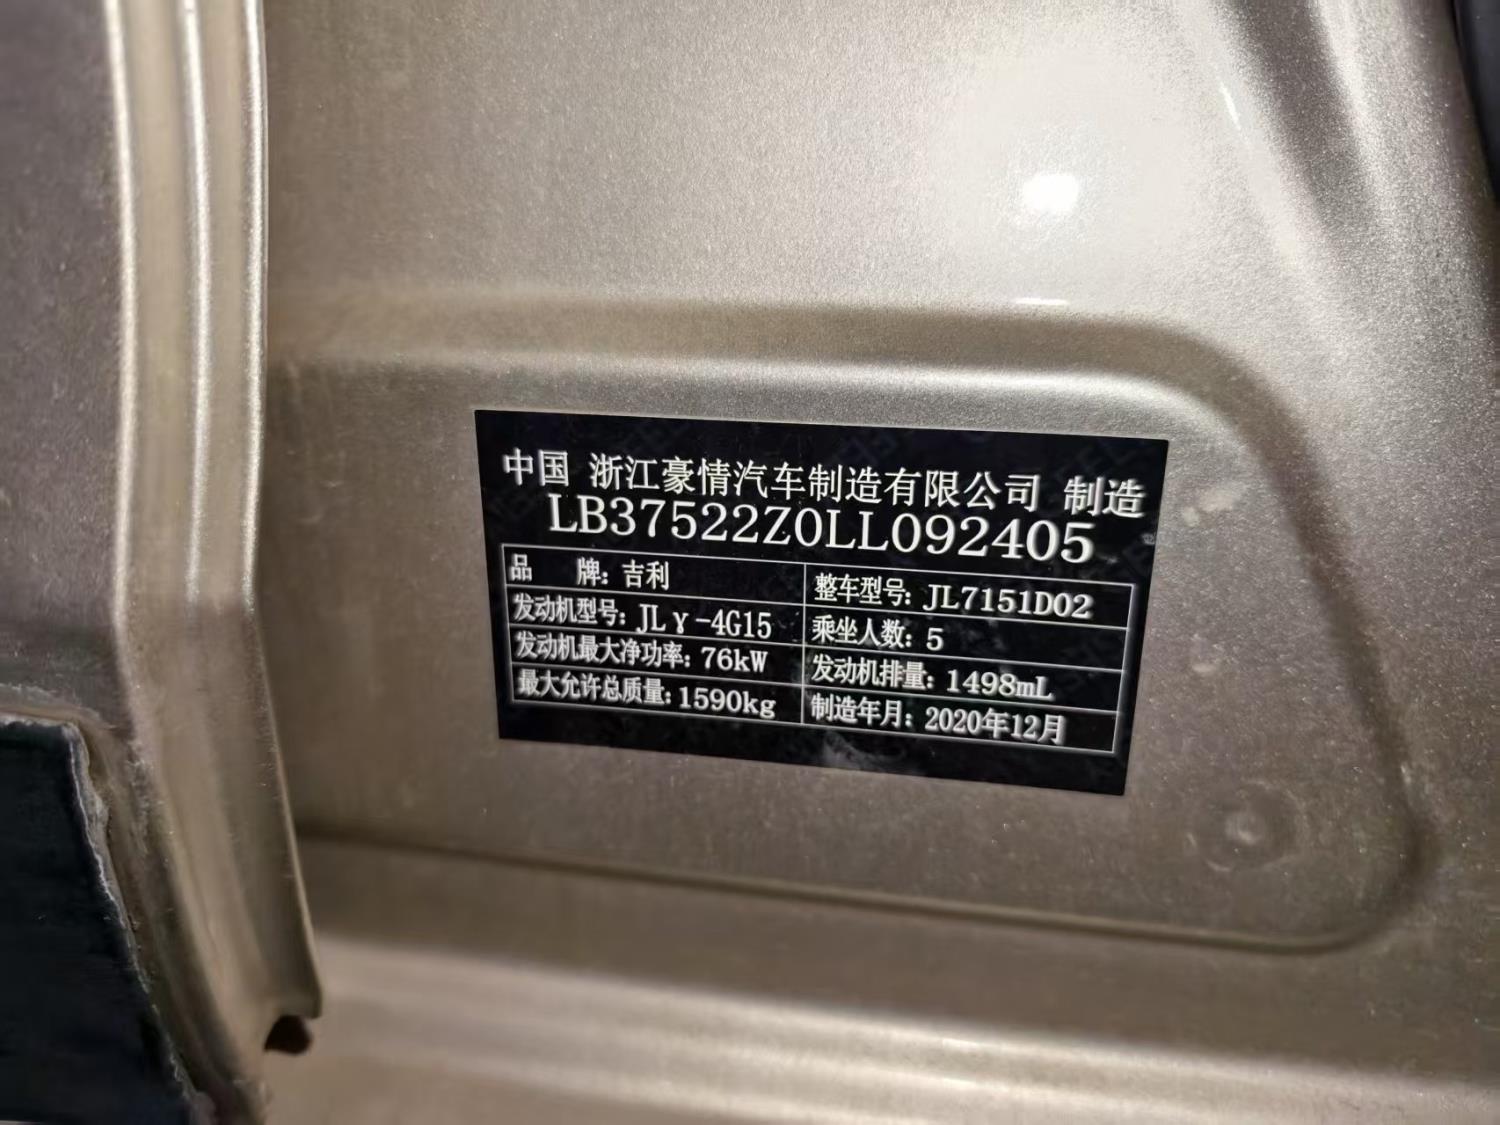 中国 浙江豪情汽车制造有限公司 制造
LB37522Z0LL092405
品 牌: 吉利 整车型号: JL7151D02
发动机型号: JLγ-4G15 乘坐人数: 5
发动机最大净功率: 76kW 发动机排量: 1498mL
最大允许总质量: 1590kg 制造年月: 2020年12月